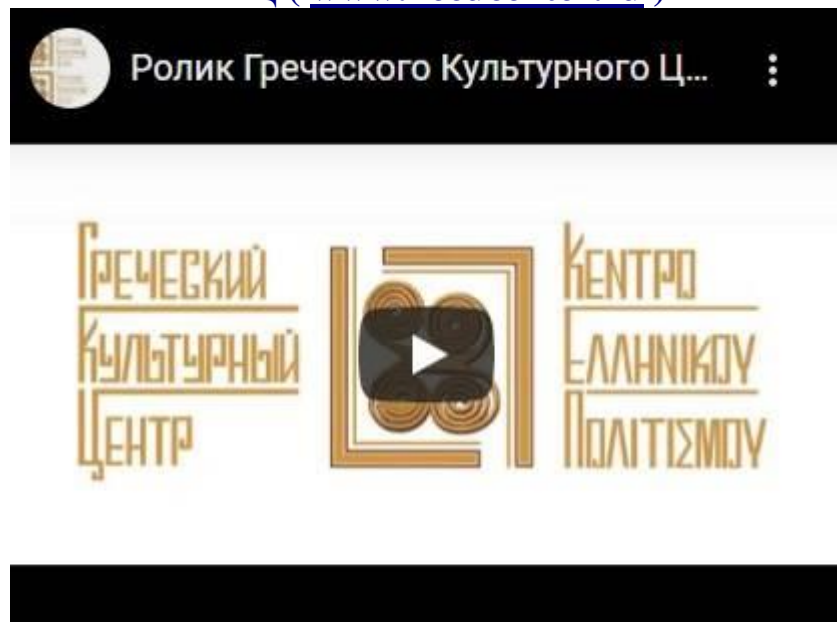 Ролик Греческого Культурного Ц...
Греческий
Культурный
Центр
Κεντρο
Ελληνικου
Πολιτισμου